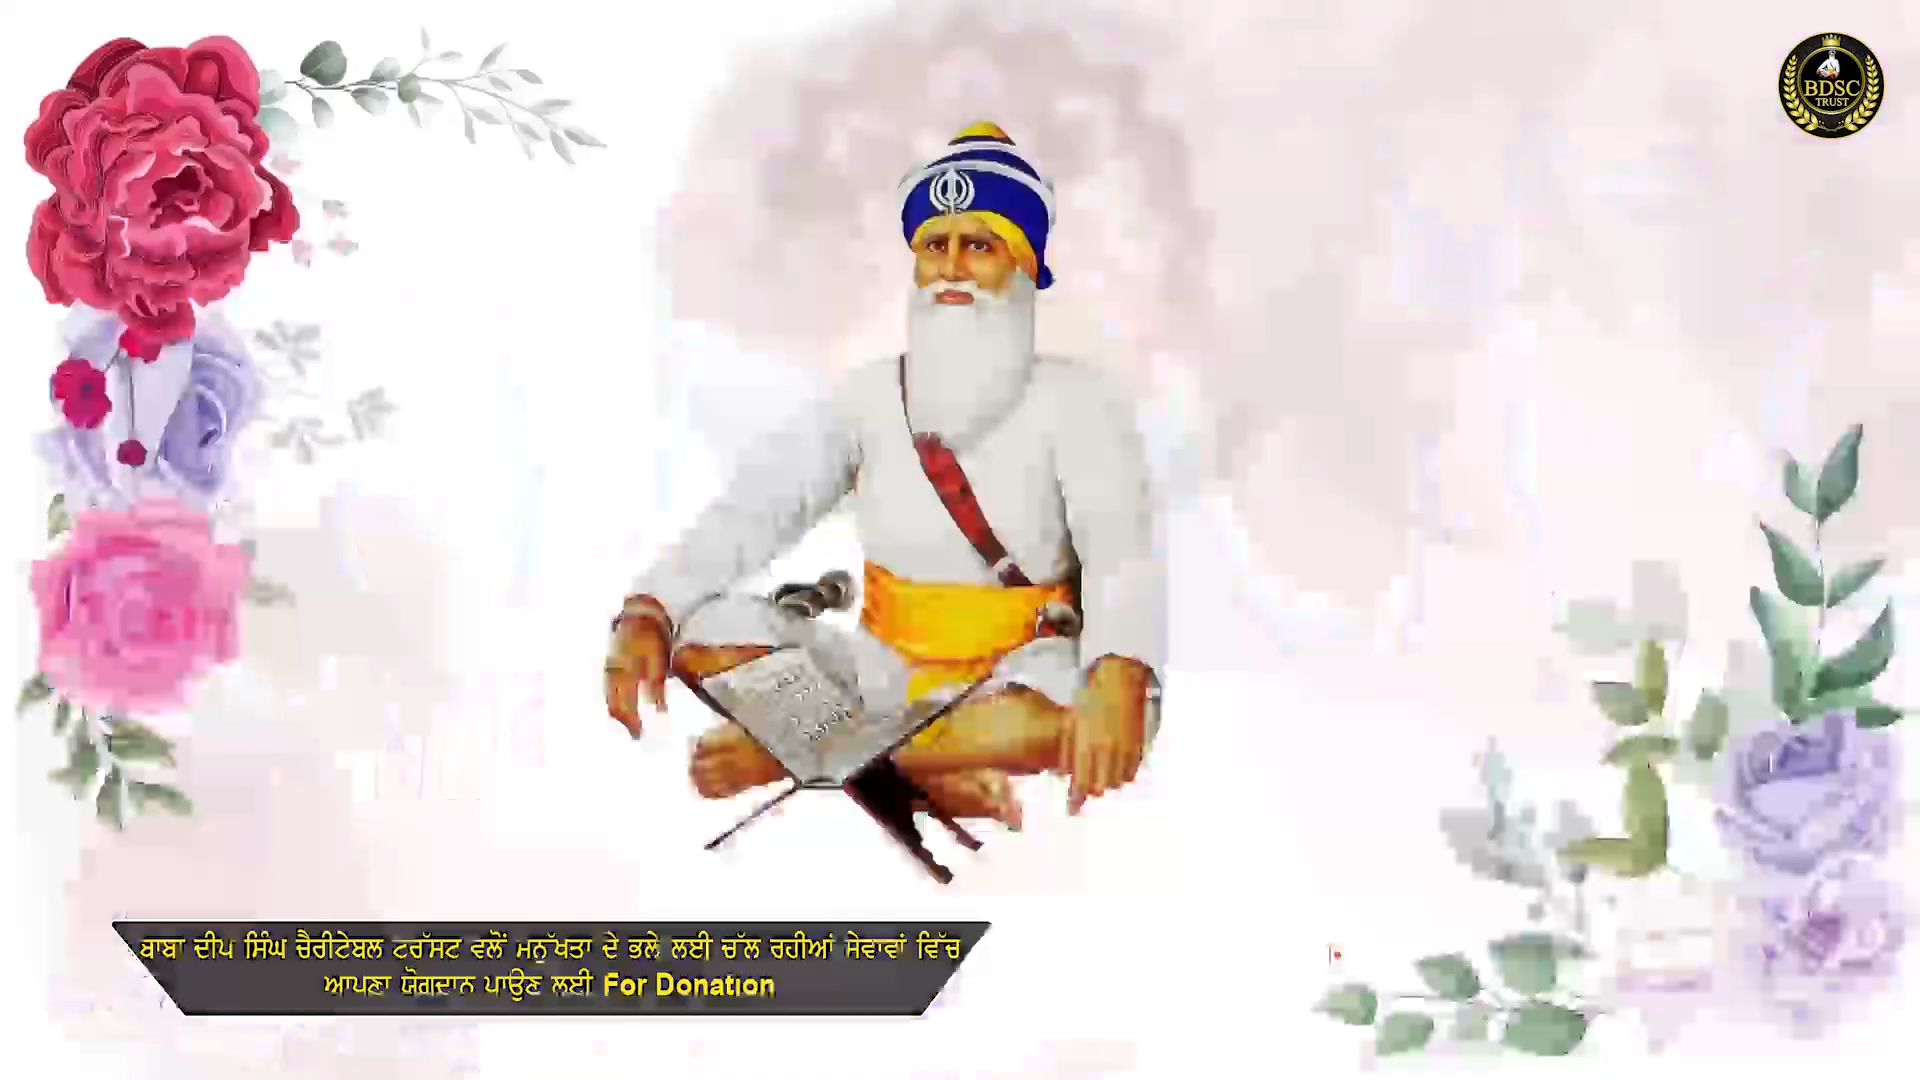 BDSC
TRUST
ਬਾਬਾ ਦੀਪ ਸਿੰਘ ਚੈਰੀਟੇਬਲ ਟਰੱਸਟ ਵਲੋਂ ਮਨੁੱਖਤਾ ਦੇ ਭਲੇ ਲਈ ਚੱਲ ਰਹੀਆਂ ਸੇਵਾਵਾਂ ਵਿੱਚ
ਆਪਣਾ ਯੋਗਦਾਨ ਪਾਉਣ ਲਈ For Donation